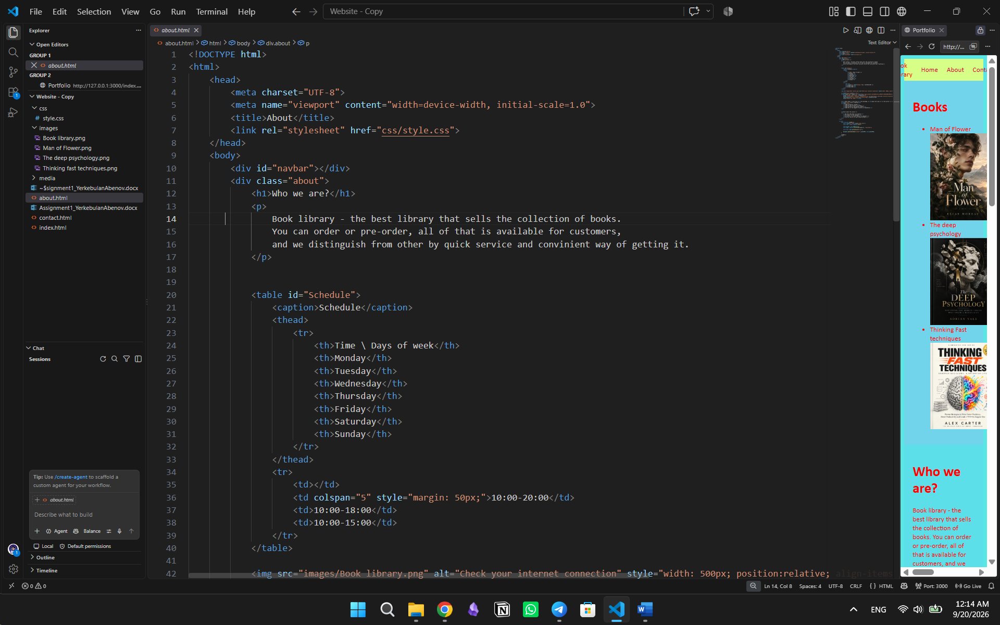 File Edit Selection View Go Run Terminal Help
Website - Copy
Explorer
Open Editors
GROUP 1
about.html
GROUP 2
Portfolio http://127.0.0.1:3000/index....
Website - Copy
css
# style.css
images
Book library.png
Man of Flower.png
The deep psychology.png
Thinking fast techniques.png
media
~$signment1_YerkebulanAbenov.docx
about.html
Assignment1_YerkebulanAbenov.docx
contact.html
index.html
Chat
Sessions
Tip: Use /create-agent to scaffold a
custom agent for your workflow.
about.html
Describe what to build
Agent Balance
Local Default permissions
Outline
Timeline
about.html
about.html > html > body > div.about > p
Text Editor
1 <!DOCTYPE html>
2 <html>
3 <head>
4 <meta charset="UTF-8">
5 <meta name="viewport" content="width=device-width, initial-scale=1.0">
6 <title>About</title>
7 <link rel="stylesheet" href="css/style.css">
8 </head>
9 <body>
10 <div id="navbar"></div>
11 <div class="about">
12 <h1>Who we are?</h1>
13 <p>
14 Book library - the best library that sells the collection of books.
15 You can order or pre-order, all of that is available for customers,
16 and we distinguish from other by quick service and convinient way of getting it.
17 </p>
18
19
20 <table id="Schedule">
21 <caption>Schedule</caption>
22 <thead>
23 <tr>
24 <th>Time \ Days of week</th>
25 <th>Monday</th>
26 <th>Tuesday</th>
27 <th>Wednesday</th>
28 <th>Thursday</th>
29 <th>Friday</th>
30 <th>Saturday</th>
31 <th>Sunday</th>
32 </tr>
33 </thead>
34 <tr>
35 <td></td>
36 <td colspan="5" style="margin: 50px;">10:00-20:00</td>
37 <td>10:00-18:00</td>
38 <td>10:00-15:00</td>
39 </tr>
40 </table>
41
42 <img src="images/Book library.png" alt="Check your internet connection" style="width: 500px; position:relative; align-items
Portfolio
http://...
ok
rary
Home About Conta
Books
• Man of Flower
Man
of
Flower
ELIAS MOREAU
• The deep
psychology
The
DEEP
PSYCHOLOGY
ADRIAN VALE
• Thinking Fast
techniques
THINKING
FAST
TECHNIQUES
ALEX CARTER
Who we
are?
Book library - the
best library that sells
the collection of
books. You can order
or pre-order, all of
that is available for
customers, and we
0 0
Ln 14, Col 8 Spaces: 4 UTF-8 CRLF { } HTML Port: 3000 Go Live
ENG
12:14 AM
9/20/2026